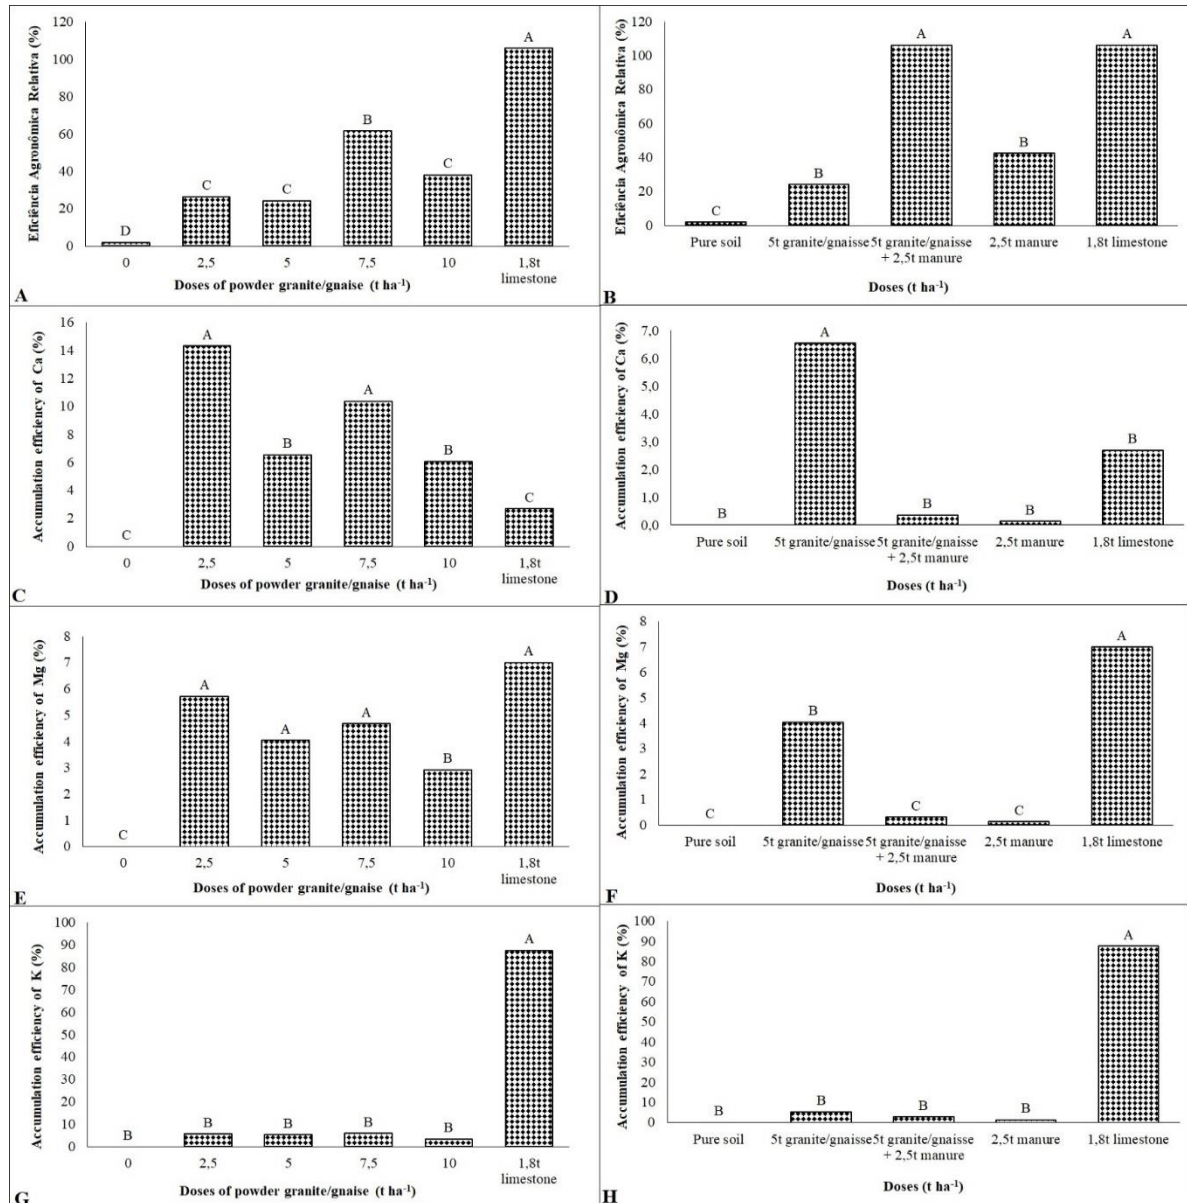 Eficiência Agronômica Relativa (%)
120
100
80
60
40
20
0
D
C
C
B
C
A
0
2,5
5
7,5
10
1,8t
limestone
Doses of powder granite/gnaise (t ha-1)
A
Eficiência Agronômica Relativa (%)
120
100
80
60
40
20
0
C
B
A
B
A
Pure soil
5t granite/gnaisse
5t granite/gnaisse
+ 2,5t manure
2,5t manure
1,8t limestone
Doses (t ha-1)
B
Accumulation efficiency of Ca (%)
16
14
12
10
8
6
4
2
0
C
A
B
A
B
C
0
2,5
5
7,5
10
1,8t
limestone
Doses of powder granite/gnaise (t ha-1)
C
Accumulation efficiency of Ca (%)
7,0
6,0
5,0
4,0
3,0
2,0
1,0
0,0
B
A
B
B
B
Pure soil
5t granite/gnaisse
5t granite/gnaisse
+ 2,5t manure
2,5t manure
1,8t limestone
Doses (t ha-1)
D
Accumulation efficiency of Mg (%)
8
7
6
5
4
3
2
1
0
C
A
A
A
B
A
0
2,5
5
7,5
10
1,8t
limestone
Doses of powder granite/gnaise (t ha-1)
E
Accumulation efficiency of Mg (%)
8
7
6
5
4
3
2
1
0
C
B
C
C
A
Pure soil
5t granite/gnaisse
5t granite/gnaisse
+ 2,5t manure
2,5t manure
1,8t limestone
Doses (t ha-1)
F
Accumulation efficiency of K (%)
100
90
80
70
60
50
40
30
20
10
0
B
B
B
B
B
A
0
2,5
5
7,5
10
1,8t
limestone
Doses of powder granite/gnaise (t ha-1)
G
Accumulation efficiency of K (%)
100
90
80
70
60
50
40
30
20
10
0
B
B
B
B
A
Pure soil
5t granite/gnaisse
5t granite/gnaisse
+ 2,5t manure
2,5t manure
1,8t limestone
Doses (t ha-1)
H